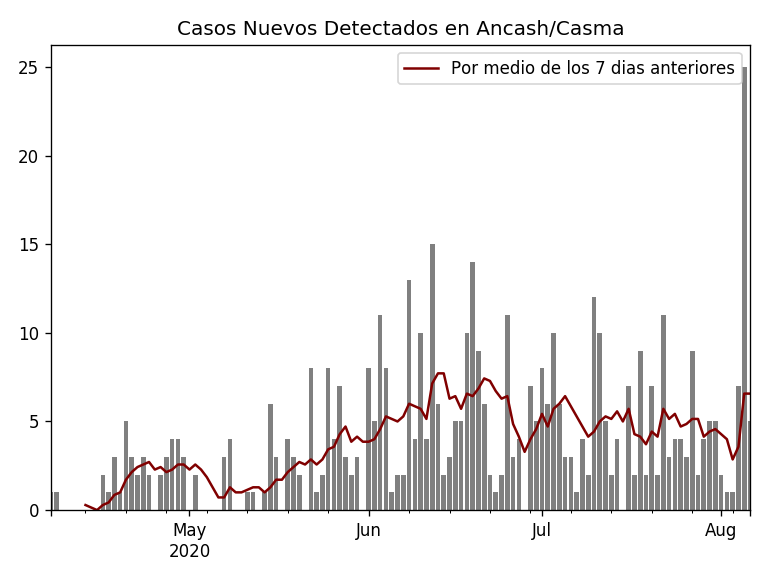 Casos Nuevos Detectados en Ancash/Casma
Por medio de los 7 dias anteriores
25
20
15
10
5
0
May
2020
Jun
Jul
Aug